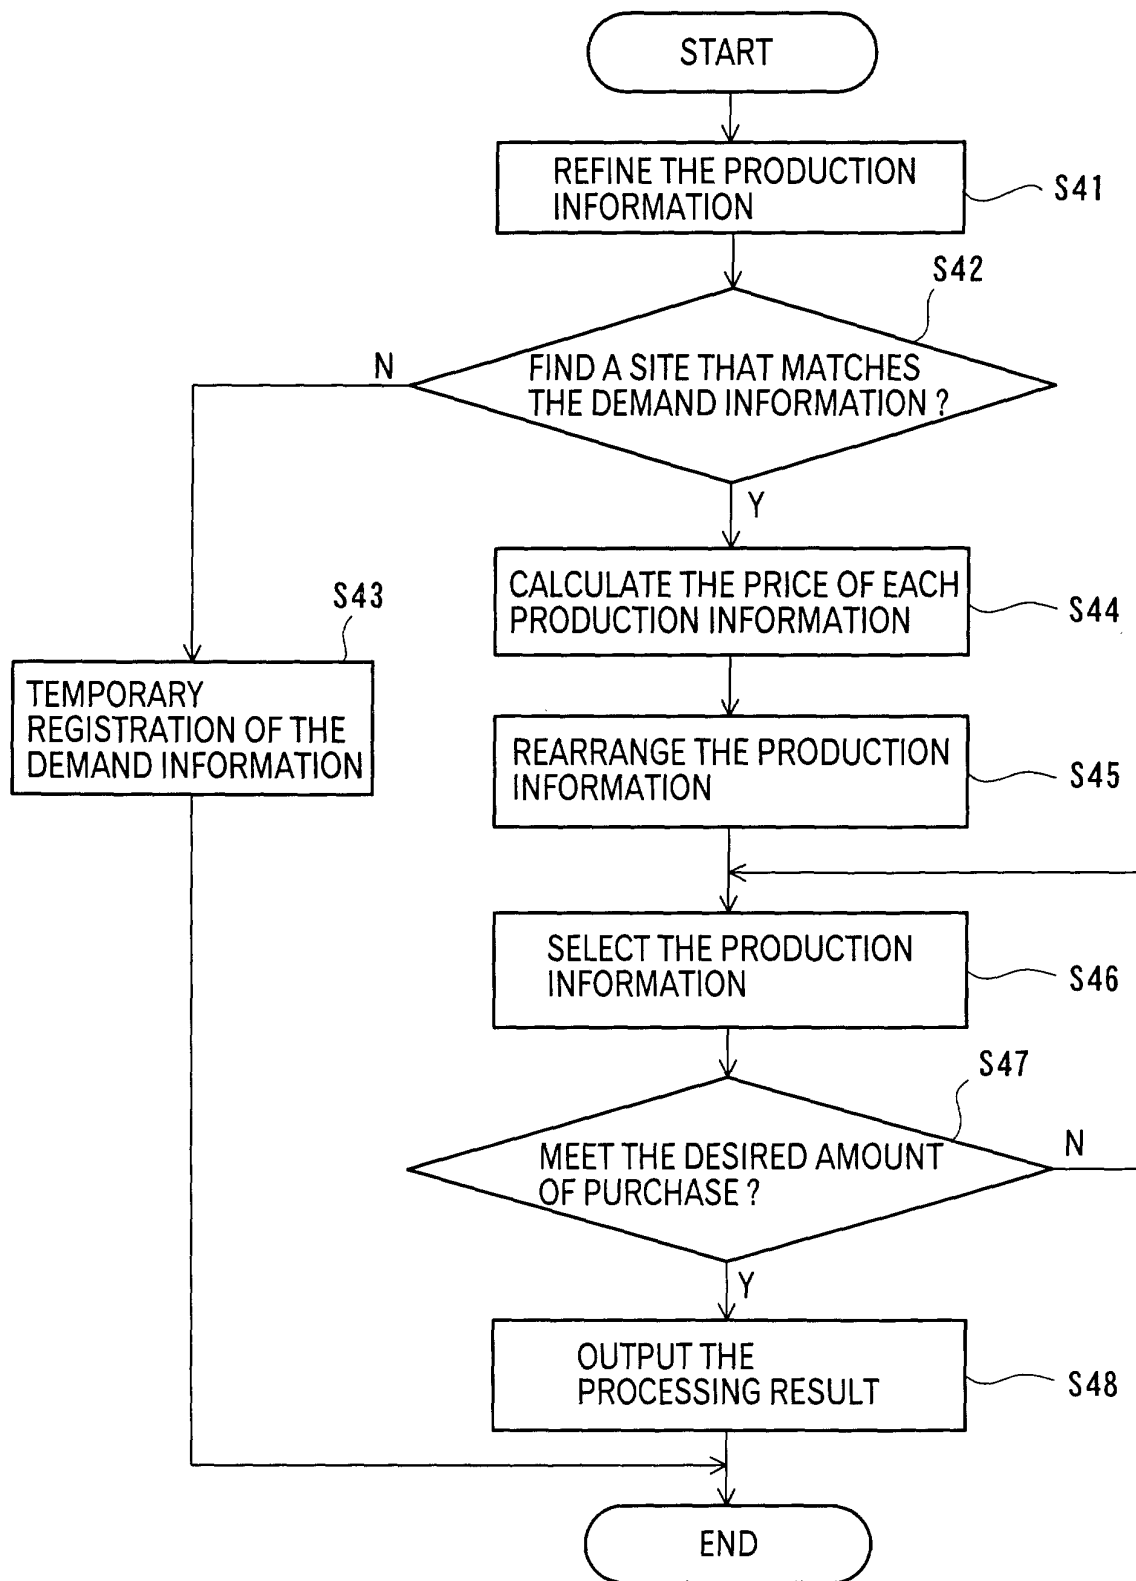 START
REFINE THE PRODUCTION
INFORMATION
S41
S42
N
FIND A SITE THAT MATCHES
THE DEMAND INFORMATION ?
Y
S43
CALCULATE THE PRICE OF EACH
PRODUCTION INFORMATION
S44
TEMPORARY
REGISTRATION OF THE
DEMAND INFORMATION
REARRANGE THE PRODUCTION
INFORMATION
S45
SELECT THE PRODUCTION
INFORMATION
S46
S47
MEET THE DESIRED AMOUNT
OF PURCHASE ?
N
Y
OUTPUT THE
PROCESSING RESULT
S48
END